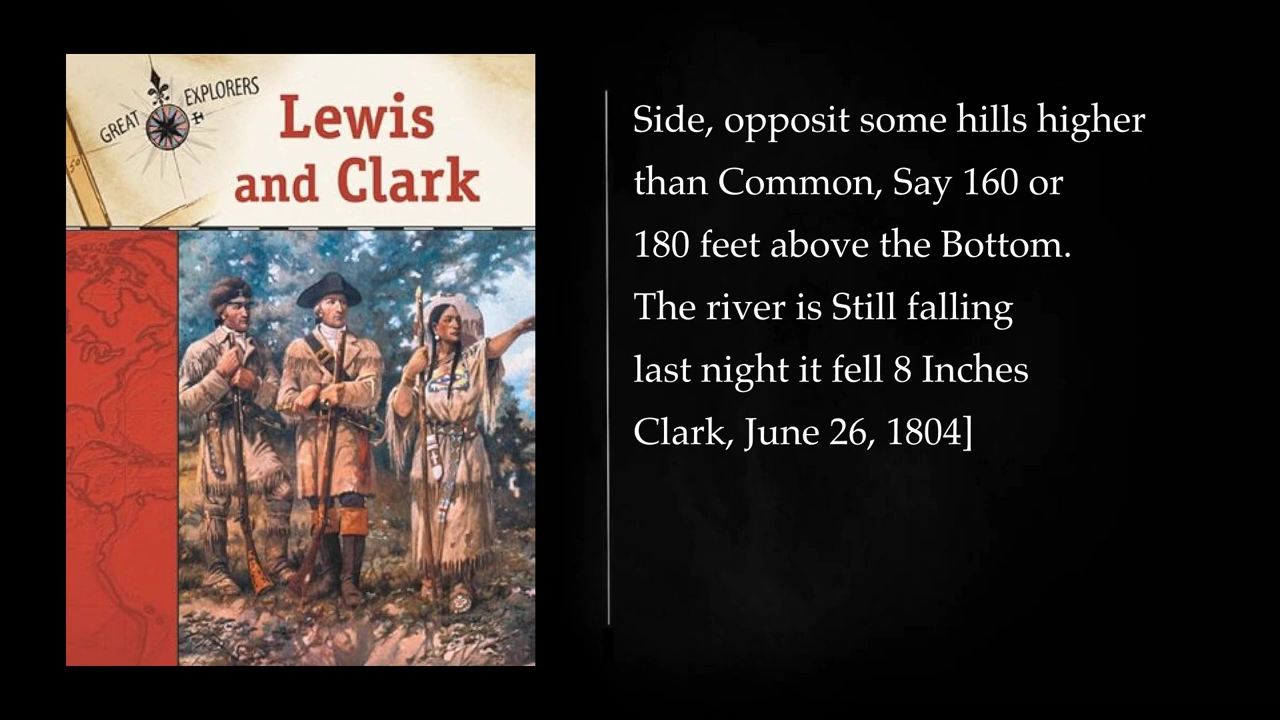 GREAT EXPLORERS
Lewis
and Clark
50
Side, opposit some hills higher
than Common, Say 160 or
180 feet above the Bottom.
The river is Still falling
last night it fell 8 Inches
Clark, June 26, 1804]